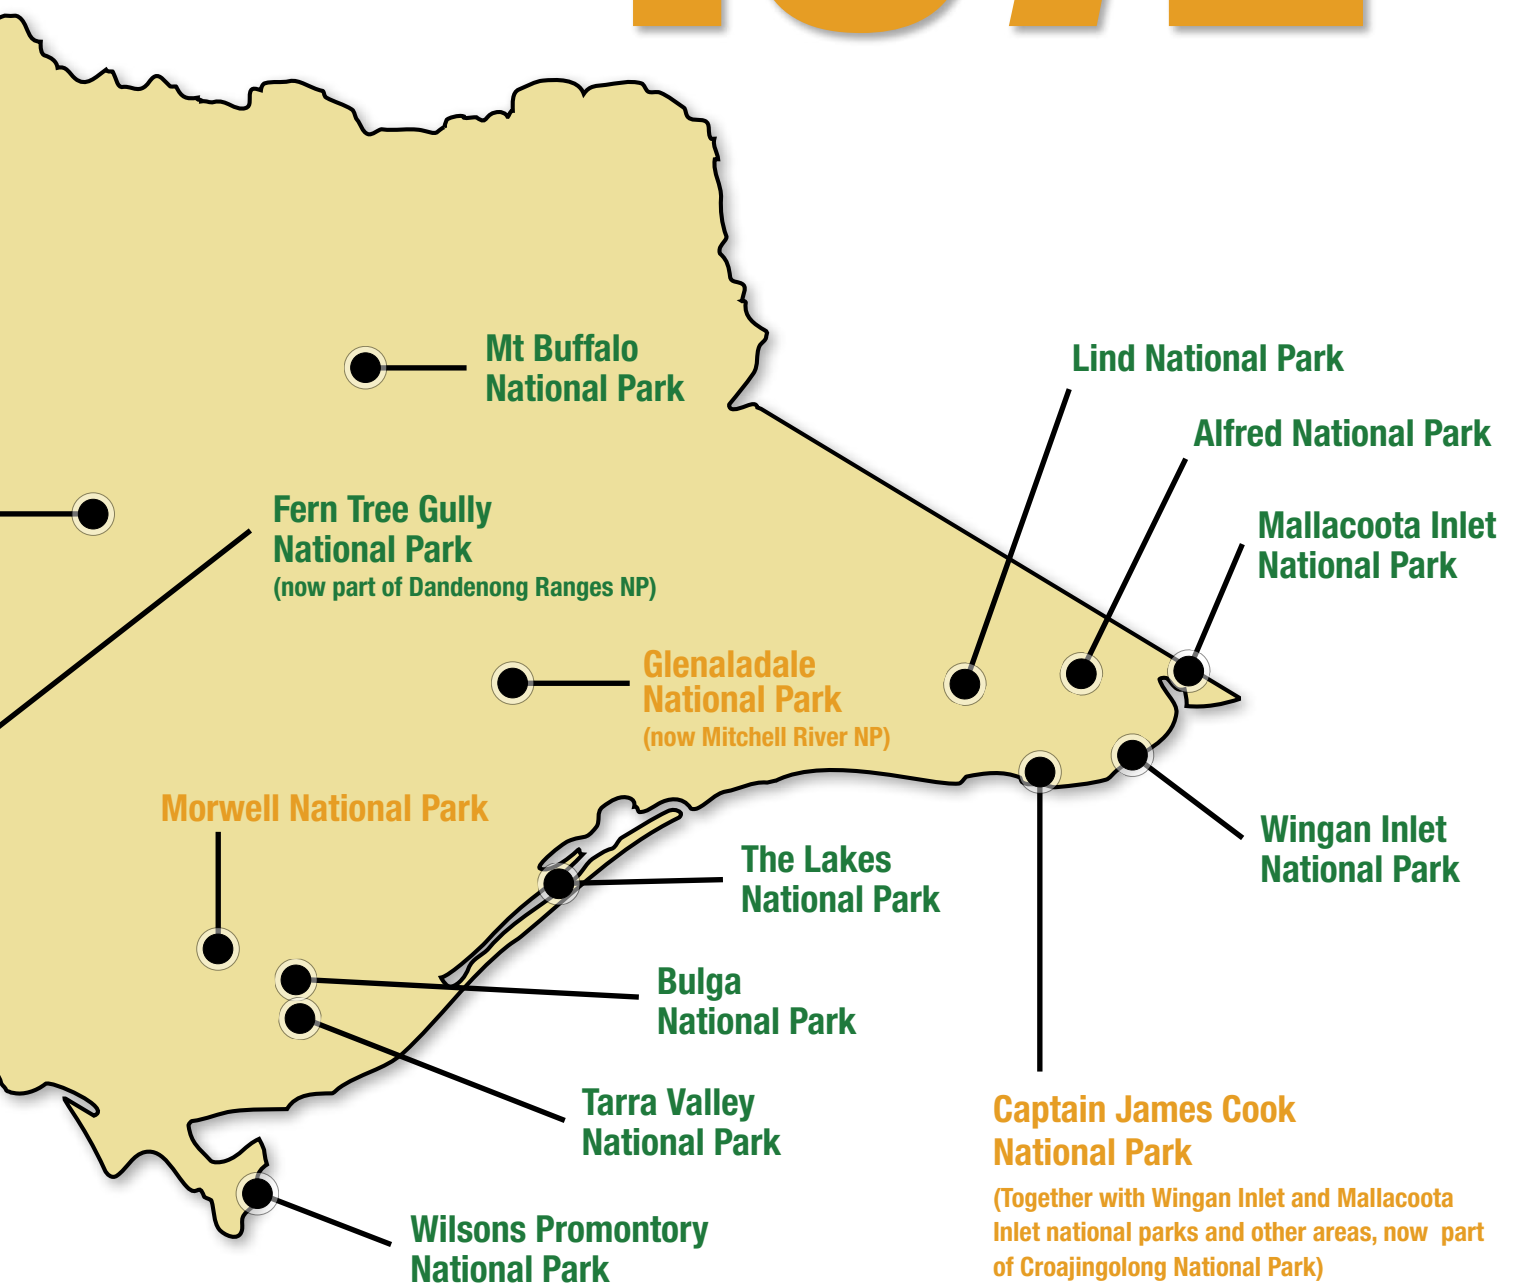 Mt Buffalo
National Park
Lind National Park
Alfred National Park
Mallacoota Inlet
National Park
Fern Tree Gully
National Park
(now part of Dandenong Ranges NP)
Glenaladale
National Park
(now Mitchell River NP)
Morwell National Park
Wingan Inlet
National Park
The Lakes
National Park
Bulga
National Park
Tarra Valley
National Park
Captain James Cook
National Park
(Together with Wingan Inlet and Mallacoota
Inlet national parks and other areas, now part
of Croajingolong National Park)
Wilsons Promontory
National Park